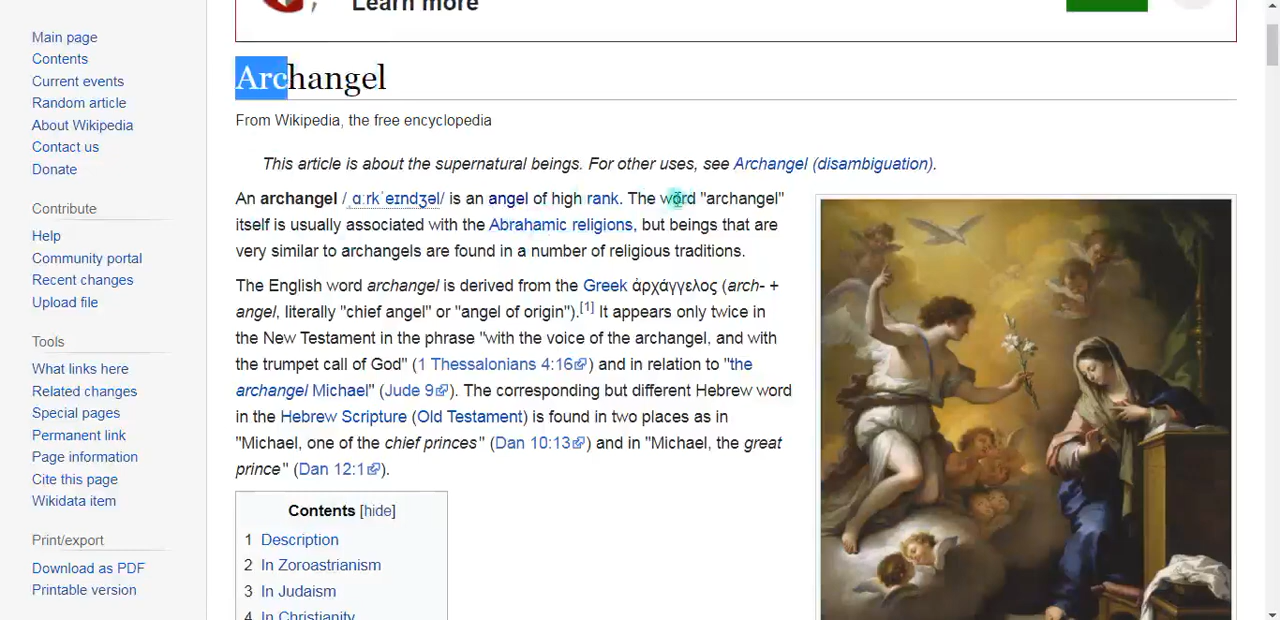 Learn more
Main page
Contents
Current events
Random article
About Wikipedia
Contact us
Donate
Contribute
Help
Community portal
Recent changes
Upload file
Tools
What links here
Related changes
Special pages
Permanent link
Page information
Cite this page
Wikidata item
Print/export
Download as PDF
Printable version
Archangel
From Wikipedia, the free encyclopedia
This article is about the supernatural beings. For other uses, see Archangel (disambiguation).
An archangel /ˌɑːrkˈeɪndʒəl/ is an angel of high rank. The word "archangel"
itself is usually associated with the Abrahamic religions, but beings that are
very similar to archangels are found in a number of religious traditions.
The English word archangel is derived from the Greek ἀρχάγγελος (arch- +
angel, literally "chief angel" or "angel of origin").[1] It appears only twice in
the New Testament in the phrase "with the voice of the archangel, and with
the trumpet call of God" (1 Thessalonians 4:16) and in relation to "the
archangel Michael" (Jude 9). The corresponding but different Hebrew word
in the Hebrew Scripture (Old Testament) is found in two places as in
"Michael, one of the chief princes" (Dan 10:13) and in "Michael, the great
prince" (Dan 12:1).
Contents [hide]
1 Description
2 In Zoroastrianism
3 In Judaism
4 In Christianity